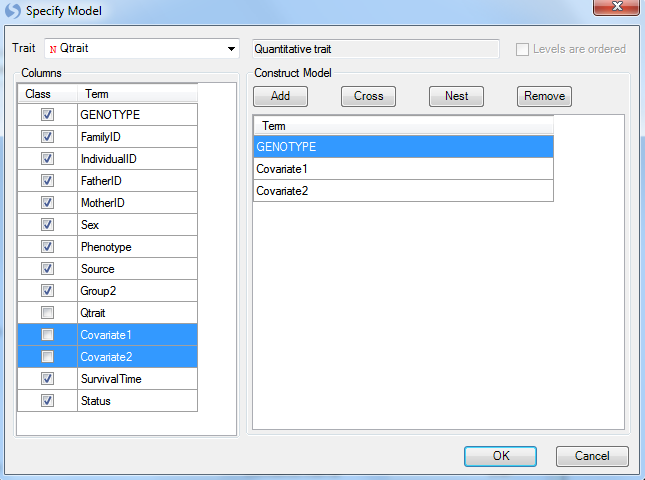 Specify Model
Trait N Qtrait Quantitative trait Levels are ordered
Columns Construct Model
Add Cross Nest Remove
Class Term
GENOTYPE
FamilyID
IndividualID
FatherID
MotherID
Sex
Phenotype
Source
Group2
Qtrait
Covariate1
Covariate2
SurvivalTime
Status
Term
GENOTYPE
Covariate1
Covariate2
OK Cancel